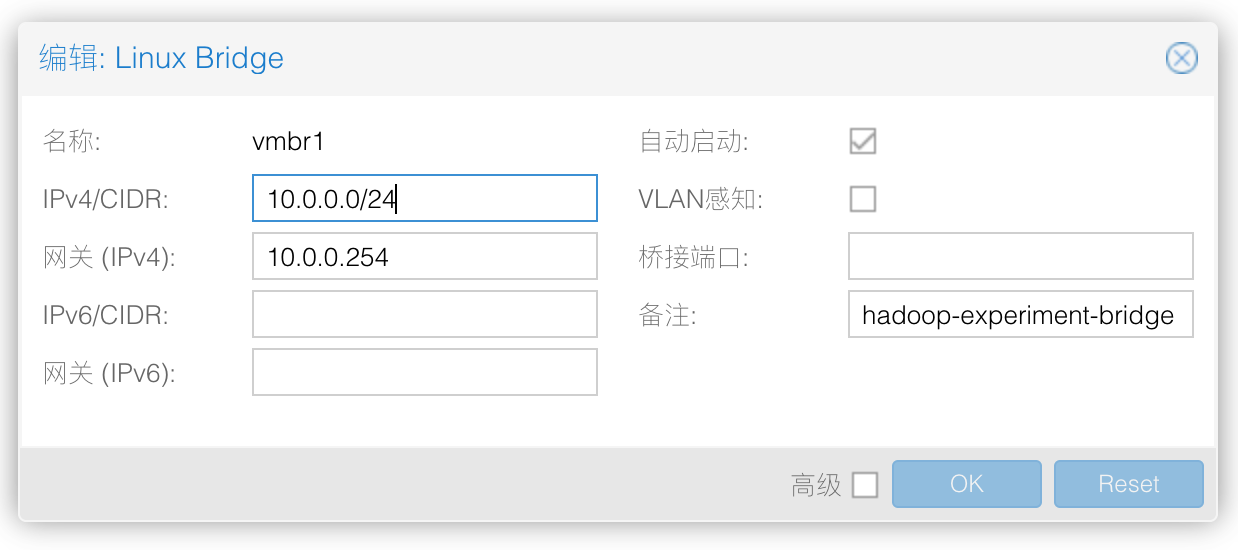 编辑: Linux Bridge
名称: vmbr1
IPv4/CIDR: 10.0.0.0/24
网关 (IPv4): 10.0.0.254
IPv6/CIDR:
网关 (IPv6):
自动启动:
VLAN感知:
桥接端口:
备注: hadoop-experiment-bridge
高级 OK Reset